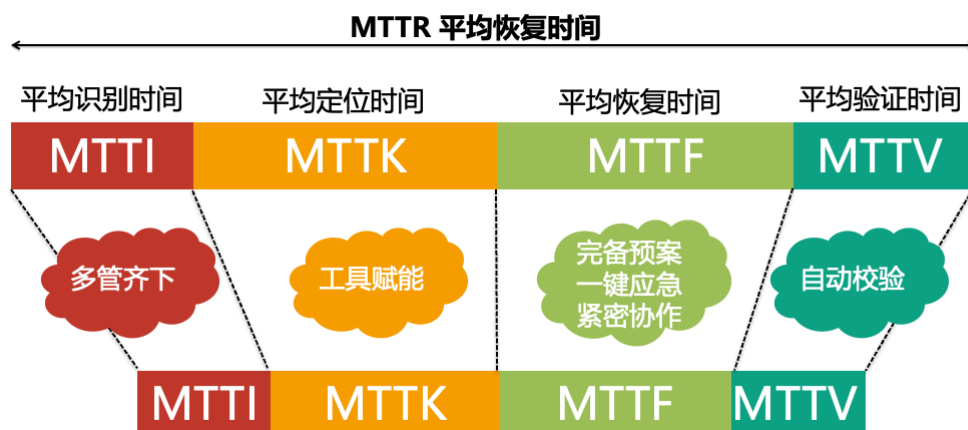 MTTR 平均恢复时间
平均识别时间 平均定位时间 平均恢复时间 平均验证时间
MTTI MTTK MTTF MTTV
多管齐下
工具赋能
完备预案
一键应急
紧密协作
自动校验
MTTI MTTK MTTF MTTV